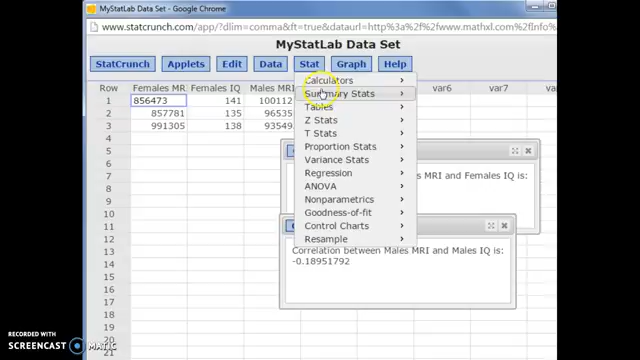 MyStatLab Data Set - Google Chrome
www.statcrunch.com/app/?dlim=comma&ft=true&dataurl=http%3a%2f%2fwww.mathxl.com%2fInfo
MyStatLab Data Set
StatCrunch Applets Edit Data Stat Graph Help
Row Females MR Females IQ Males MRI var6 var7
1 856473 141 100112
2 857781 135 96535
3 991305 138 93549
4
5
6
7
8
9
10
11
12
13
14
15
16
17
18
19
20
21
Calculators
Summary Stats
Tables
Z Stats
T Stats
Proportion Stats
Variance Stats
Regression
ANOVA
Nonparametrics
Goodness-of-fit
Control Charts
Resample
MRI and Females IQ is:
Correlation between Males MRI and Males IQ is:
-0.18951792
RECORDED WITH
SCREENCAST MATIC